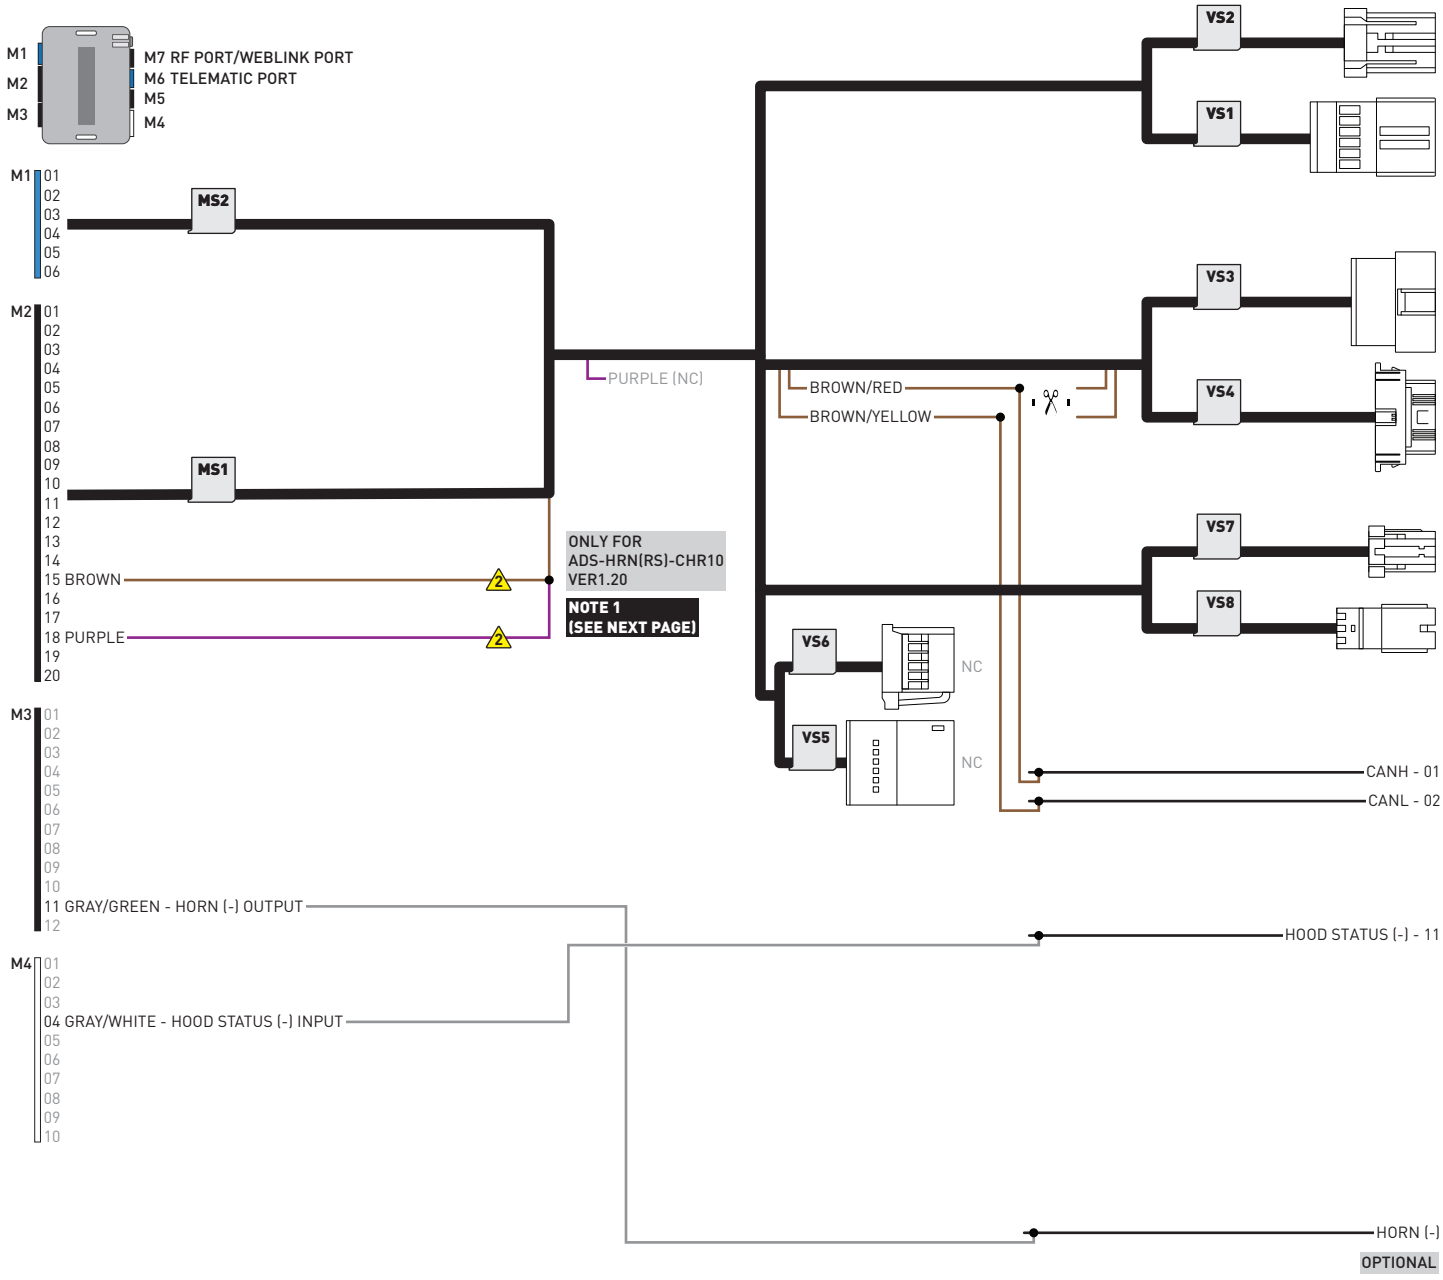 M1
M2
M3
M7 RF PORT/WEBLINK PORT
M6 TELEMATIC PORT
M5
M4
VS2
VS1
M1 01
02
03
04
05
06
MS2
VS3
VS4
M2 01
02
03
04
05
06
07
08
09
10
11
12
13
14
15 BROWN
16
17
18 PURPLE
19
20
MS1
2
2
PURPLE (NC)
BROWN/RED
BROWN/YELLOW
ONLY FOR
ADS-HRN(RS)-CHR10
VER1.20
NOTE 1
(SEE NEXT PAGE)
VS7
VS8
VS6
NC
VS5
NC
CANH - 01
CANL - 02
M3 01
02
03
04
05
06
07
08
09
10
11 GRAY/GREEN - HORN (-) OUTPUT
12
HOOD STATUS (-) - 11
M4 01
02
03
04 GRAY/WHITE - HOOD STATUS (-) INPUT
05
06
07
08
09
10
HORN (-)
OPTIONAL